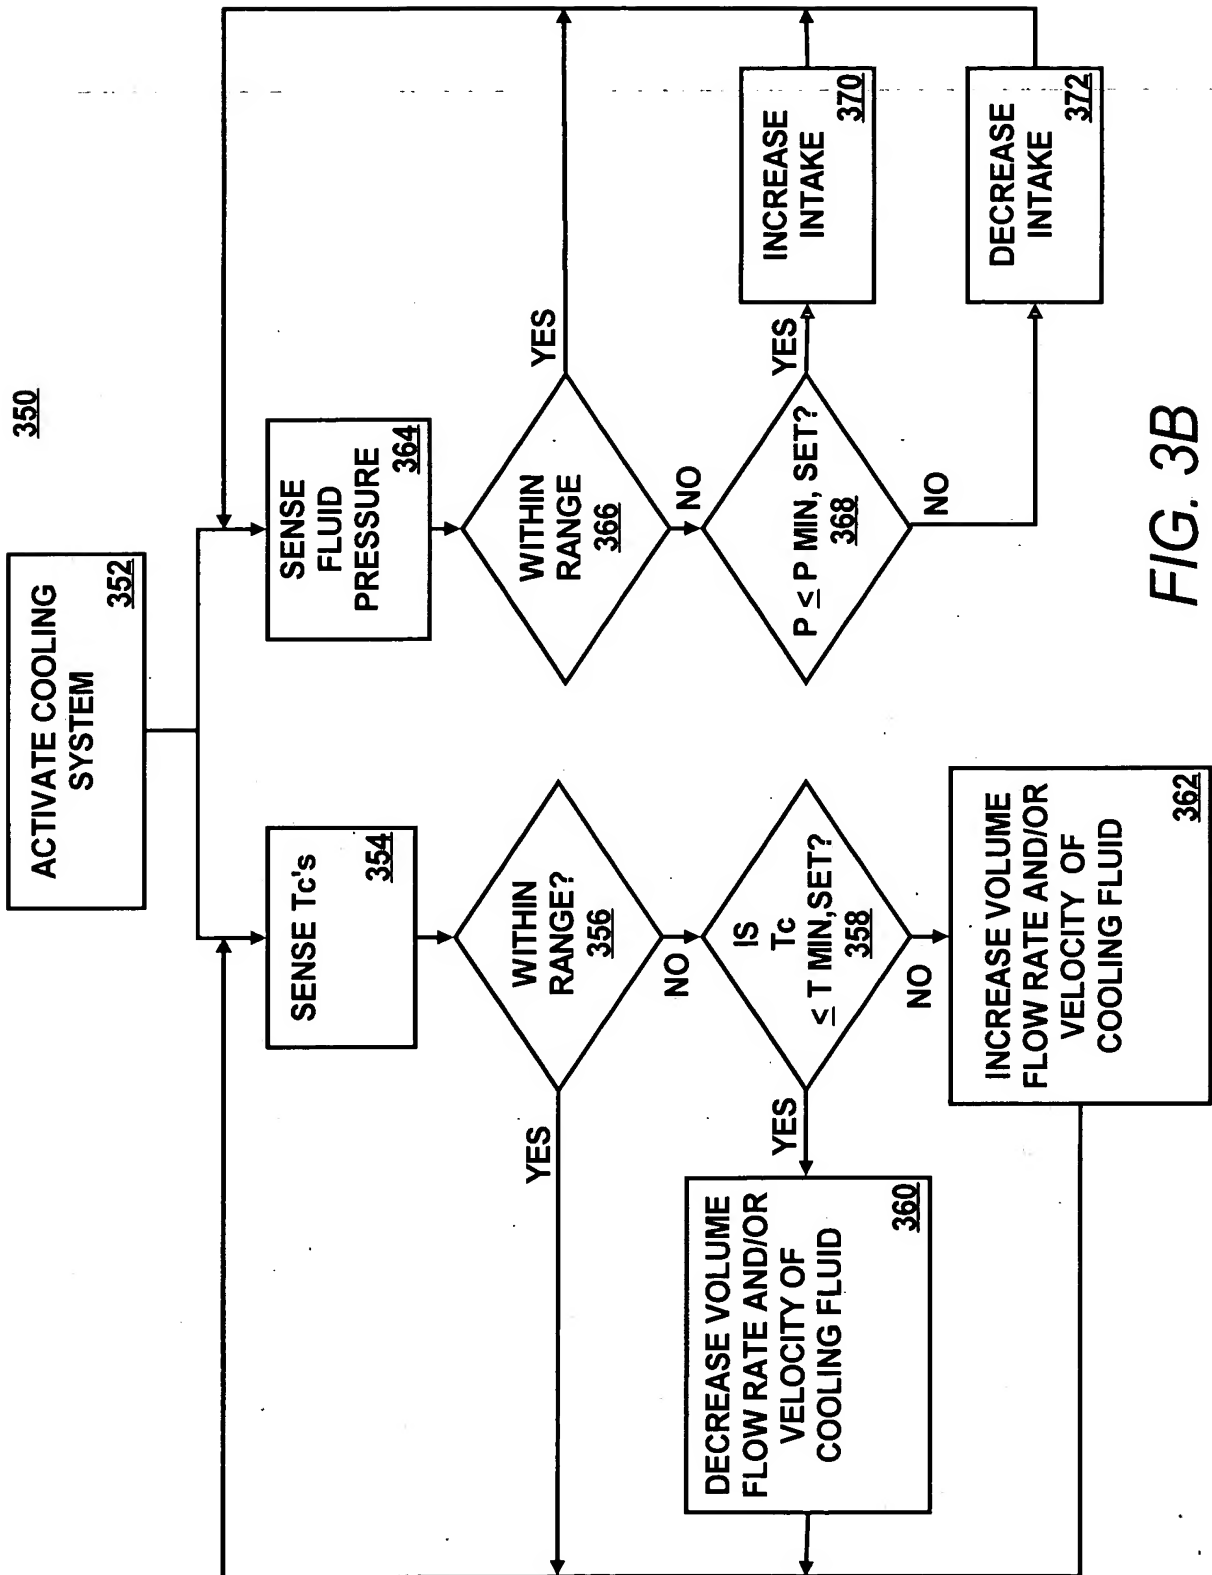 350
ACTIVATE COOLING
SYSTEM
352
SENSE Tc's
354
WITHIN
RANGE?
356
YES
NO
IS
Tc
≤ T MIN,SET?
358
YES
NO
DECREASE VOLUME
FLOW RATE AND/OR
VELOCITY OF
COOLING FLUID
360
INCREASE VOLUME
FLOW RATE AND/OR
VELOCITY OF
COOLING FLUID
362
SENSE
FLUID
PRESSURE
364
WITHIN
RANGE
366
YES
NO
P ≤ P MIN, SET?
368
YES
NO
INCREASE
INTAKE
370
DECREASE
INTAKE
372
FIG. 3B